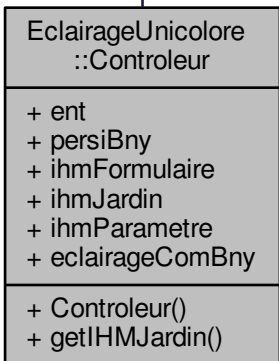 EclairageUnicolore
::Controleur
+ ent
+ persiBny
+ ihmFormulaire
+ ihmJardin
+ ihmParametre
+ eclairageComBny
+ Controleur()
+ getIHMJardin()